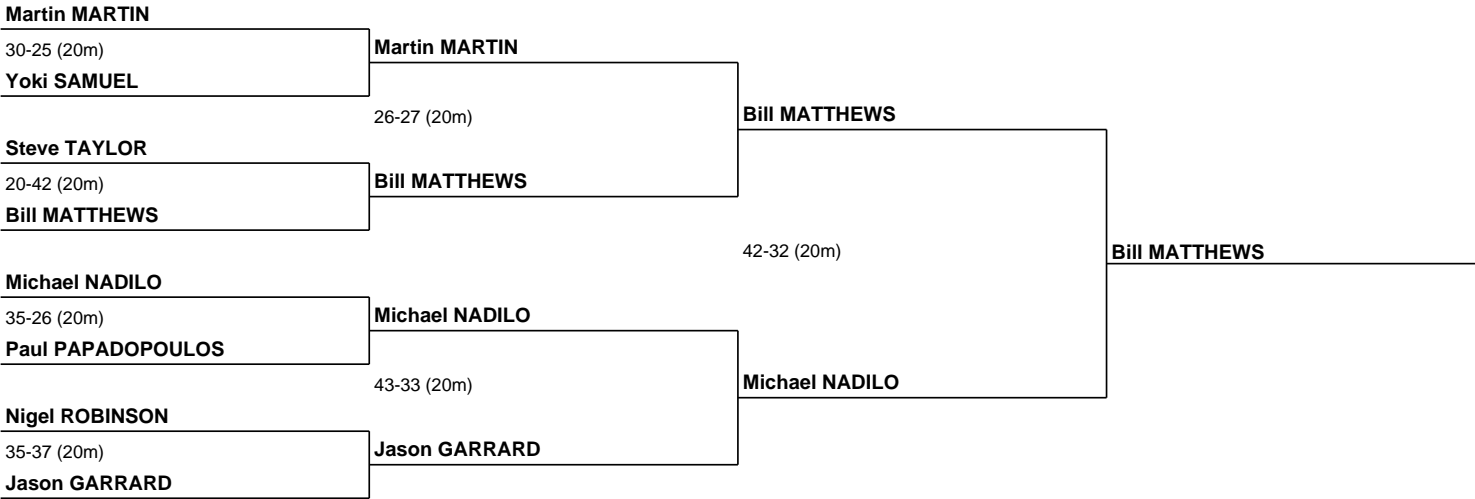 Martin MARTIN
30-25 (20m)
Yoki SAMUEL
Steve TAYLOR
20-42 (20m)
Bill MATTHEWS
Michael NADILO
35-26 (20m)
Paul PAPADOPOULOS
Nigel ROBINSON
35-37 (20m)
Jason GARRARD
Martin MARTIN
26-27 (20m)
Bill MATTHEWS
Michael NADILO
43-33 (20m)
Jason GARRARD
Bill MATTHEWS
42-32 (20m)
Michael NADILO
Bill MATTHEWS